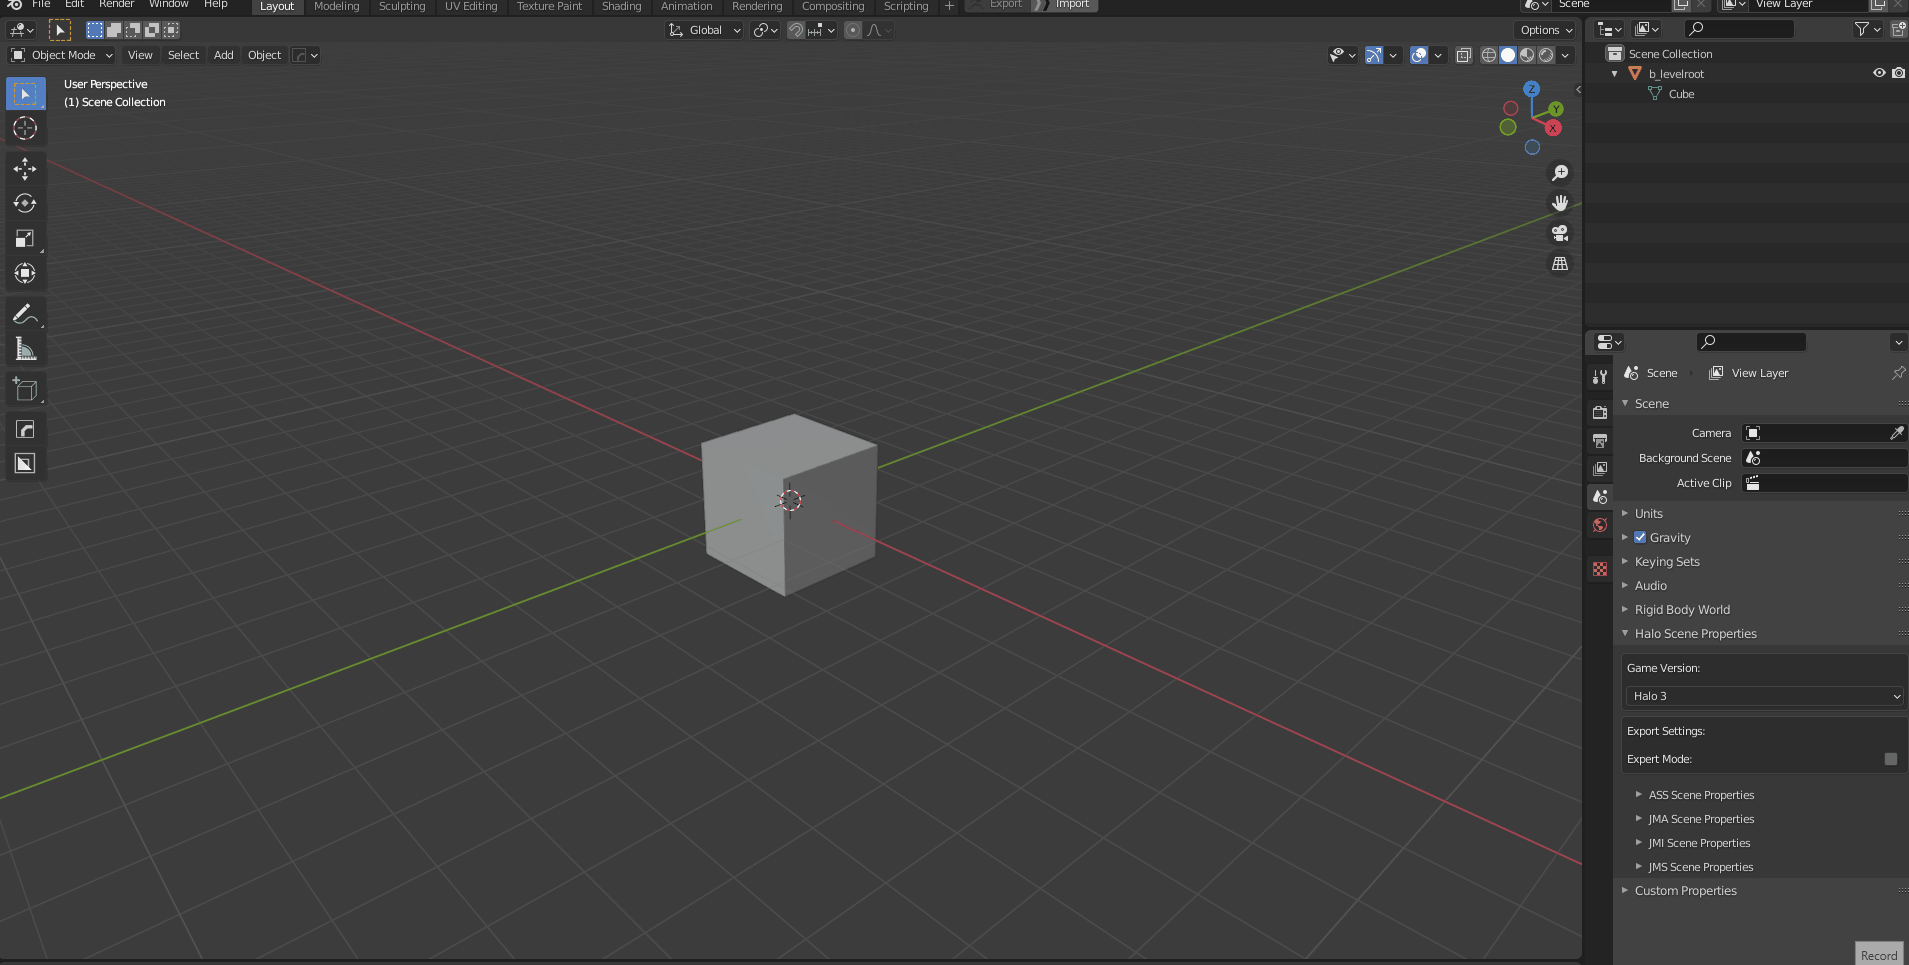 File Edit Render Window Help Layout Modeling Sculpting UV Editing Texture Paint Shading Animation Rendering Compositing Scripting + Export Import Scene View Layer
Global Options
Object Mode View Select Add Object
User Perspective
(1) Scene Collection
Z
Y
X
Scene Collection
b_levelroot
Cube
Scene View Layer
Scene
Camera
Background Scene
Active Clip
Units
Gravity
Keying Sets
Audio
Rigid Body World
Halo Scene Properties
Game Version:
Halo 3
Export Settings:
Expert Mode:
ASS Scene Properties
JMA Scene Properties
JMI Scene Properties
JMS Scene Properties
Custom Properties
Record